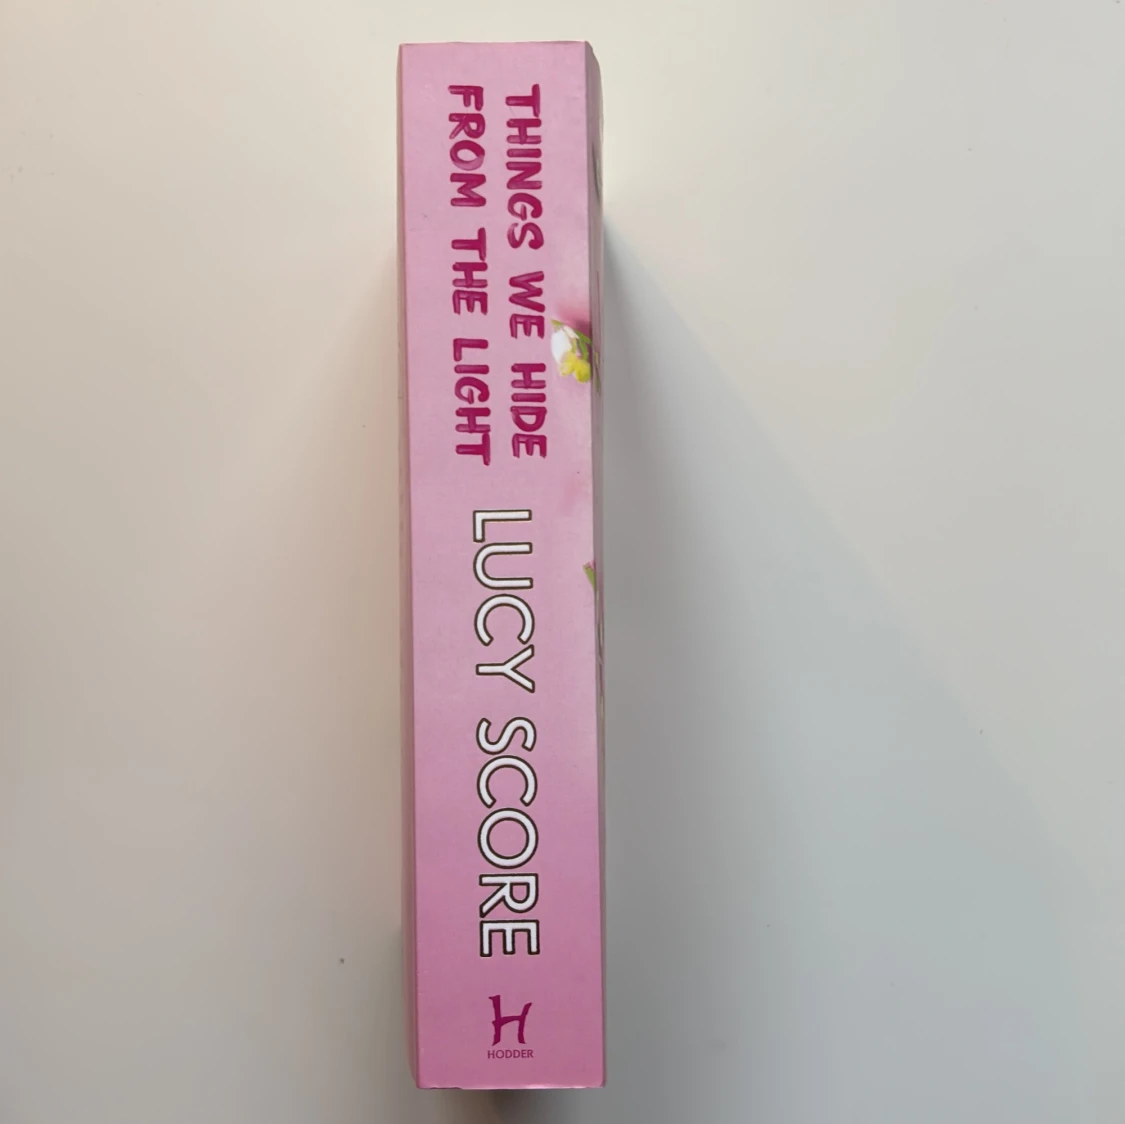 THINGS WE HIDE
FROM THE LIGHT
LUCY SCORE
H
HODDER